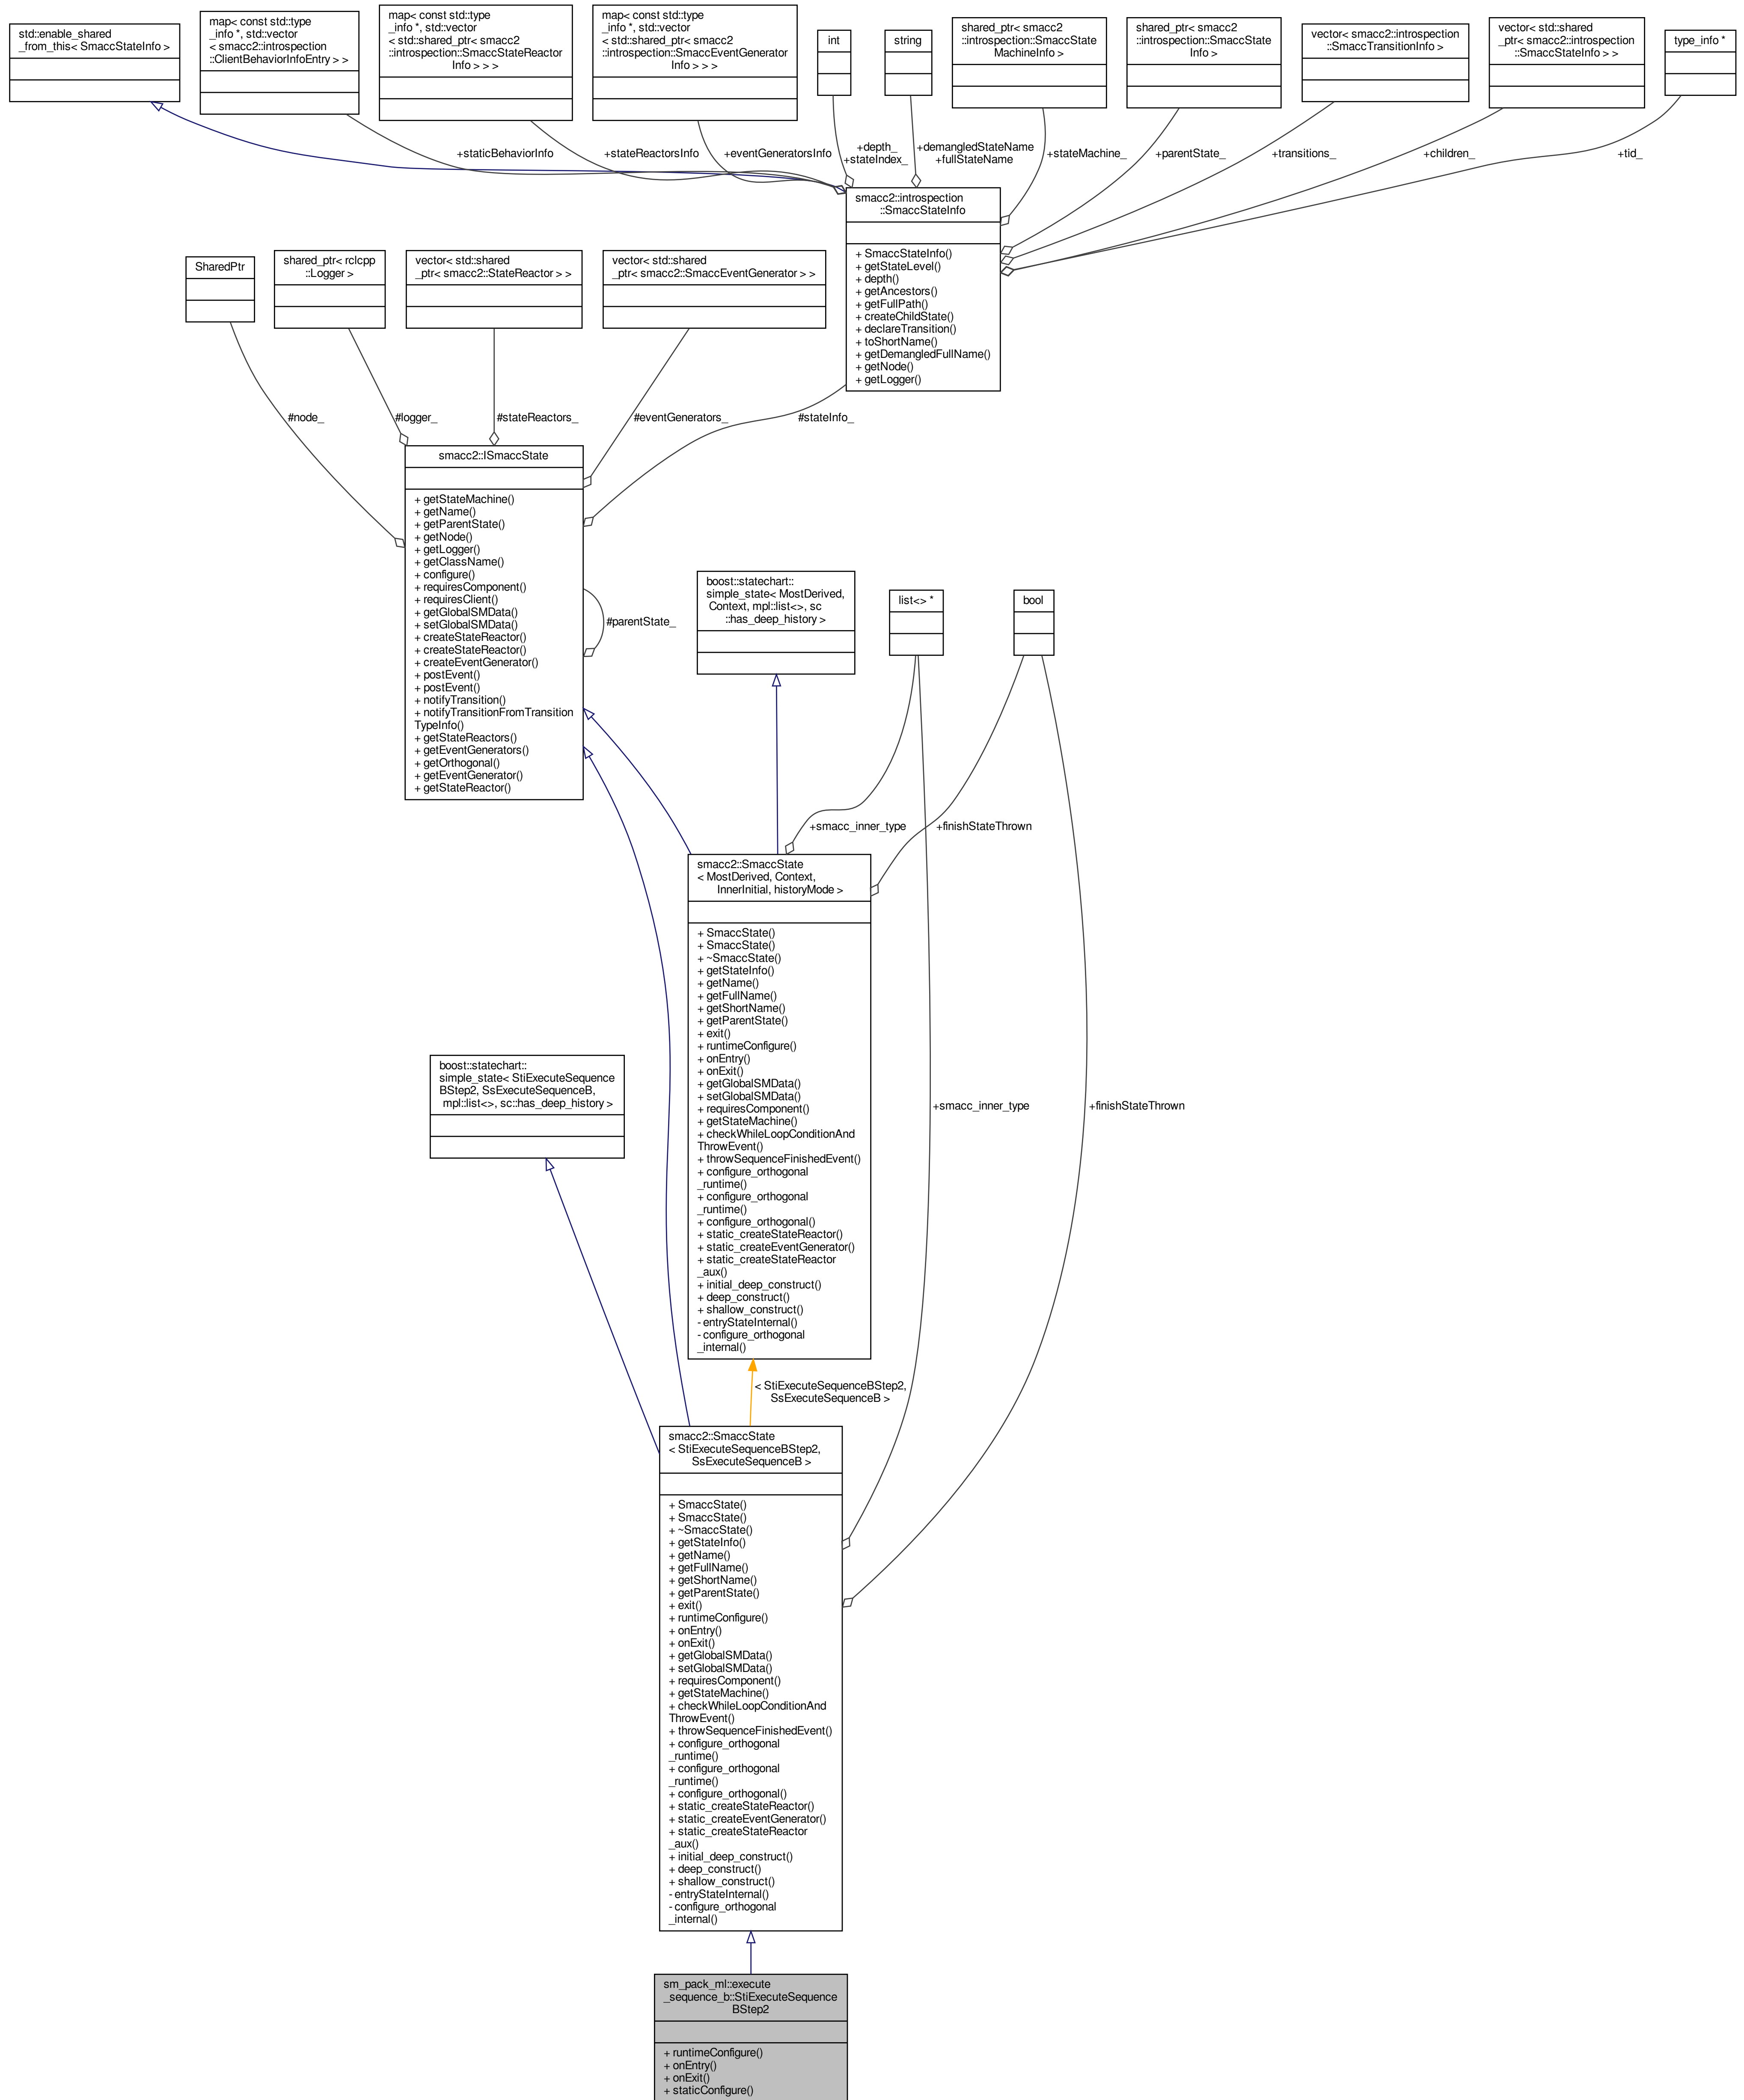 std::enable_shared
_from_this< SmaccStateInfo >
map< const std::type
_info *, std::vector
< smacc2::introspection
::ClientBehaviorInfoEntry > >
map< const std::type
_info *, std::vector
< std::shared_ptr< smacc2
::introspection::SmaccStateReactor
Info > > >
map< const std::type
_info *, std::vector
< std::shared_ptr< smacc2
::introspection::SmaccEventGenerator
Info > > >
int
string
shared_ptr< smacc2
::introspection::SmaccState
MachineInfo >
shared_ptr< smacc2
::introspection::SmaccState
Info >
vector< smacc2::introspection
::SmaccTransitionInfo >
vector< std::shared
_ptr< smacc2::introspection
::SmaccStateInfo > >
type_info *
+staticBehaviorInfo
+stateReactorsInfo
+eventGeneratorsInfo
+depth_
+stateIndex_
+demangledStateName
+fullStateName
+stateMachine_
+parentState_
+transitions_
+children_
+tid_
smacc2::introspection
::SmaccStateInfo
+ SmaccStateInfo()
+ getStateLevel()
+ depth()
+ getAncestors()
+ getFullPath()
+ createChildState()
+ declareTransition()
+ toShortName()
+ getDemangledFullName()
+ getNode()
+ getLogger()
SharedPtr
shared_ptr< rclcpp
::Logger >
vector< std::shared
_ptr< smacc2::StateReactor > >
vector< std::shared
_ptr< smacc2::SmaccEventGenerator > >
#node_
#logger_
#stateReactors_
#eventGenerators_
#stateInfo_
smacc2::ISmaccState
+ getStateMachine()
+ getName()
+ getParentState()
+ getNode()
+ getLogger()
+ getClassName()
+ configure()
+ requiresComponent()
+ requiresClient()
+ getGlobalSMData()
+ setGlobalSMData()
+ createStateReactor()
+ createStateReactor()
+ createEventGenerator()
+ postEvent()
+ postEvent()
+ notifyTransition()
+ notifyTransitionFromTransition
TypeInfo()
+ getStateReactors()
+ getEventGenerators()
+ getOrthogonal()
+ getEventGenerator()
+ getStateReactor()
#parentState_
boost::statechart::
simple_state< MostDerived,
Context, mpl::list<>, sc
::has_deep_history >
list<> *
bool
+smacc_inner_type
+finishStateThrown
smacc2::SmaccState
< MostDerived, Context,
InnerInitial, historyMode >
+ SmaccState()
+ SmaccState()
+ ~SmaccState()
+ getStateInfo()
+ getName()
+ getFullName()
+ getShortName()
+ getParentState()
+ exit()
+ runtimeConfigure()
+ onEntry()
+ onExit()
+ getGlobalSMData()
+ setGlobalSMData()
+ requiresComponent()
+ getStateMachine()
+ checkWhileLoopConditionAnd
ThrowEvent()
+ throwSequenceFinishedEvent()
+ configure_orthogonal
_runtime()
+ configure_orthogonal
_runtime()
+ configure_orthogonal()
+ static_createStateReactor()
+ static_createEventGenerator()
+ static_createStateReactor
_aux()
+ initial_deep_construct()
+ deep_construct()
+ shallow_construct()
- entryStateInternal()
- configure_orthogonal
_internal()
boost::statechart::
simple_state< StiExecuteSequence
BStep2, SsExecuteSequenceB,
mpl::list<>, sc::has_deep_history >
+smacc_inner_type
+finishStateThrown
< StiExecuteSequenceBStep2,
SsExecuteSequenceB >
smacc2::SmaccState
< StiExecuteSequenceBStep2,
SsExecuteSequenceB >
+ SmaccState()
+ SmaccState()
+ ~SmaccState()
+ getStateInfo()
+ getName()
+ getFullName()
+ getShortName()
+ getParentState()
+ exit()
+ runtimeConfigure()
+ onEntry()
+ onExit()
+ getGlobalSMData()
+ setGlobalSMData()
+ requiresComponent()
+ getStateMachine()
+ checkWhileLoopConditionAnd
ThrowEvent()
+ throwSequenceFinishedEvent()
+ configure_orthogonal
_runtime()
+ configure_orthogonal
_runtime()
+ configure_orthogonal()
+ static_createStateReactor()
+ static_createEventGenerator()
+ static_createStateReactor
_aux()
+ initial_deep_construct()
+ deep_construct()
+ shallow_construct()
- entryStateInternal()
- configure_orthogonal
_internal()
sm_pack_ml::execute
_sequence_b::StiExecuteSequence
BStep2
+ runtimeConfigure()
+ onEntry()
+ onExit()
+ staticConfigure()